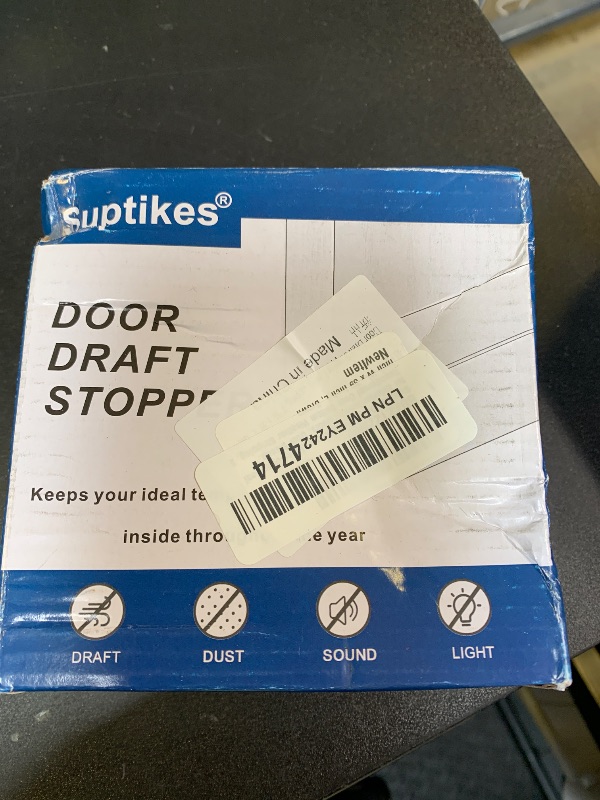 Suptikes®
DOOR
DRAFT
STOPP
Made in Chin
NewItem
LPN PM EY2424714
Keeps your ideal te
inside thro e year
DRAFT
DUST
SOUND
LIGHT